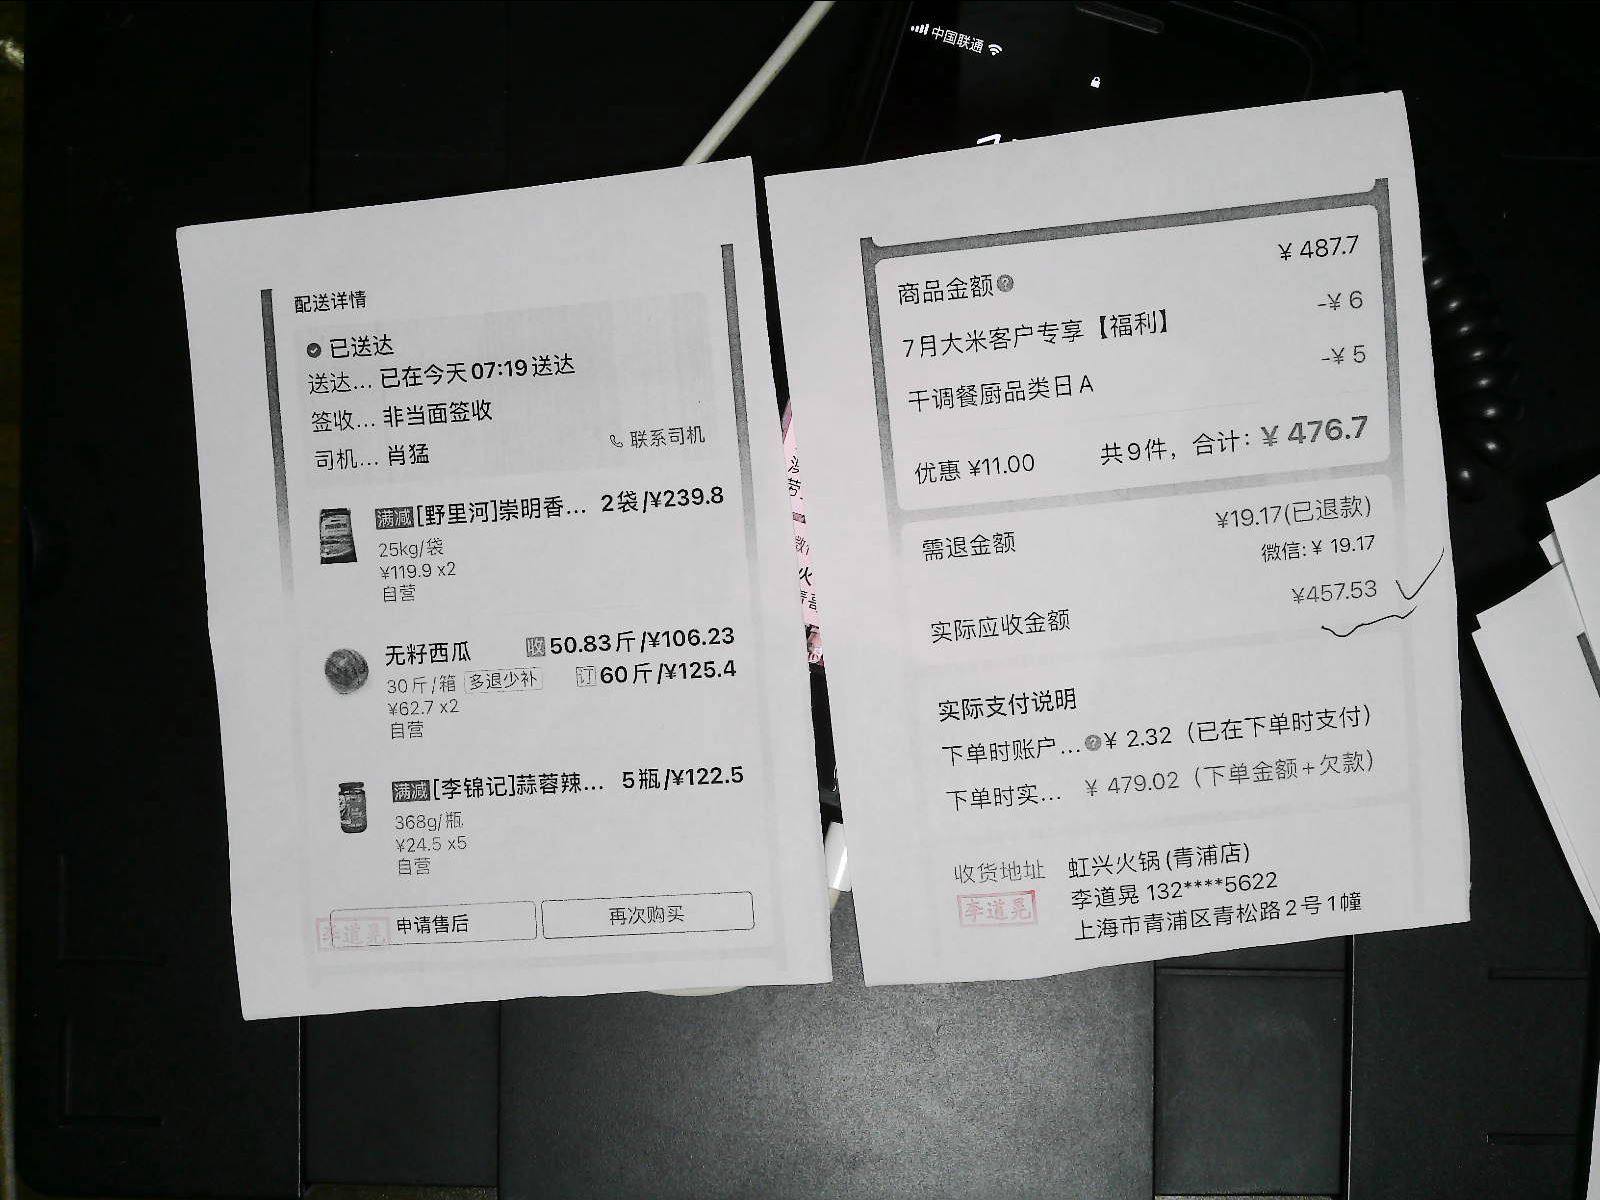 中国联通
配送详情
已送达
送达... 已在今天07:19送达
签收... 非当面签收
司机... 肖猛
联系司机
满减 [野里河]崇明香... 2袋/¥239.8
25kg/袋
¥119.9 x2
自营
无籽西瓜 收 50.83斤/¥106.23
30斤/箱 多退少补 订 60斤/¥125.4
¥62.7 x2
自营
满减 [李锦记]蒜蓉辣... 5瓶/¥122.5
368g/瓶
¥24.5 x5
自营
李道晃
申请售后 再次购买
商品金额 ¥ 487.7
7月大米客户专享【福利】 -¥ 6
干调餐厨品类日A -¥ 5
优惠 ¥11.00 共9件，合计：¥ 476.7
需退金额 ¥19.17(已退款)
微信: ¥ 19.17
实际应收金额 ¥457.53
实际支付说明
下单时账户... ¥ 2.32（已在下单时支付）
下单时实... ¥ 479.02（下单金额+欠款）
收货地址 虹兴火锅(青浦店)
李道晃 132****5622
上海市青浦区青松路2号1幢
李道晃